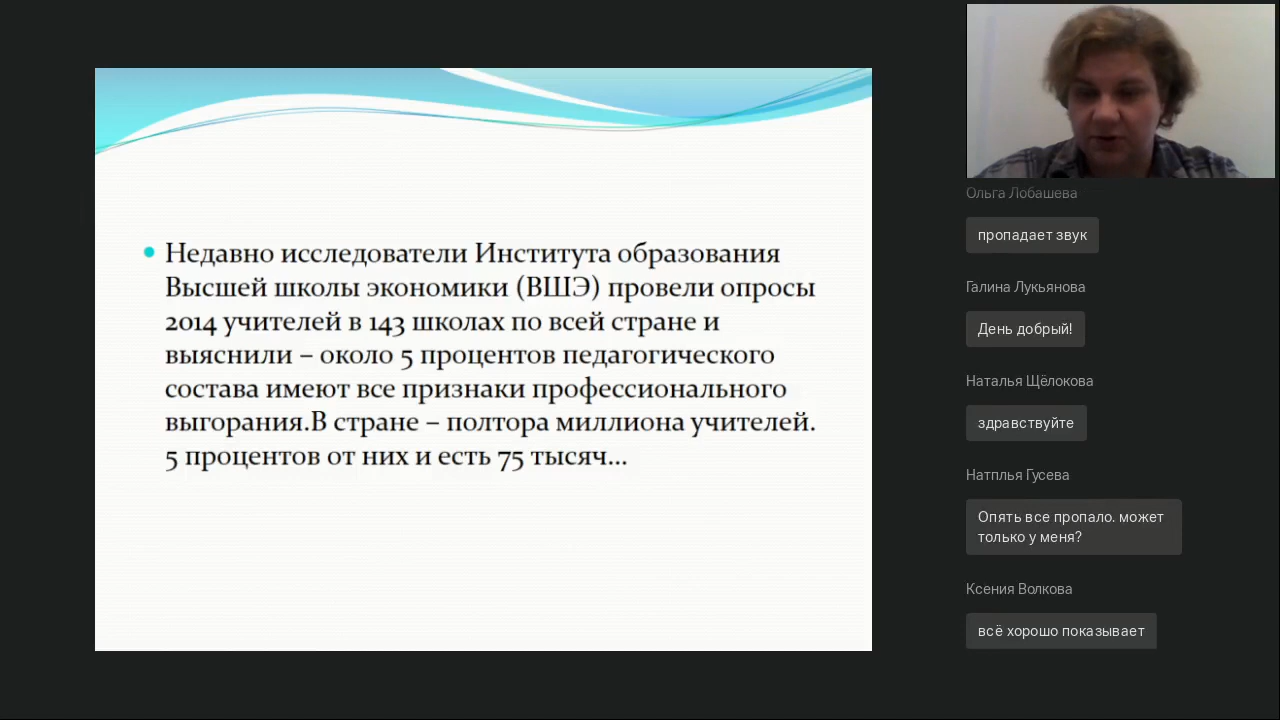 Недавно исследователи Института образования
Высшей школы экономики (ВШЭ) провели опросы
2014 учителей в 143 школах по всей стране и
выяснили – около 5 процентов педагогического
состава имеют все признаки профессионального
выгорания.В стране – полтора миллиона учителей.
5 процентов от них и есть 75 тысяч...
Ольга Лобашева
пропадает звук
Галина Лукьянова
День добрый!
Наталья Щёлокова
здравствуйте
Натплья Гусева
Опять все пропало. может
только у меня?
Ксения Волкова
всё хорошо показывает